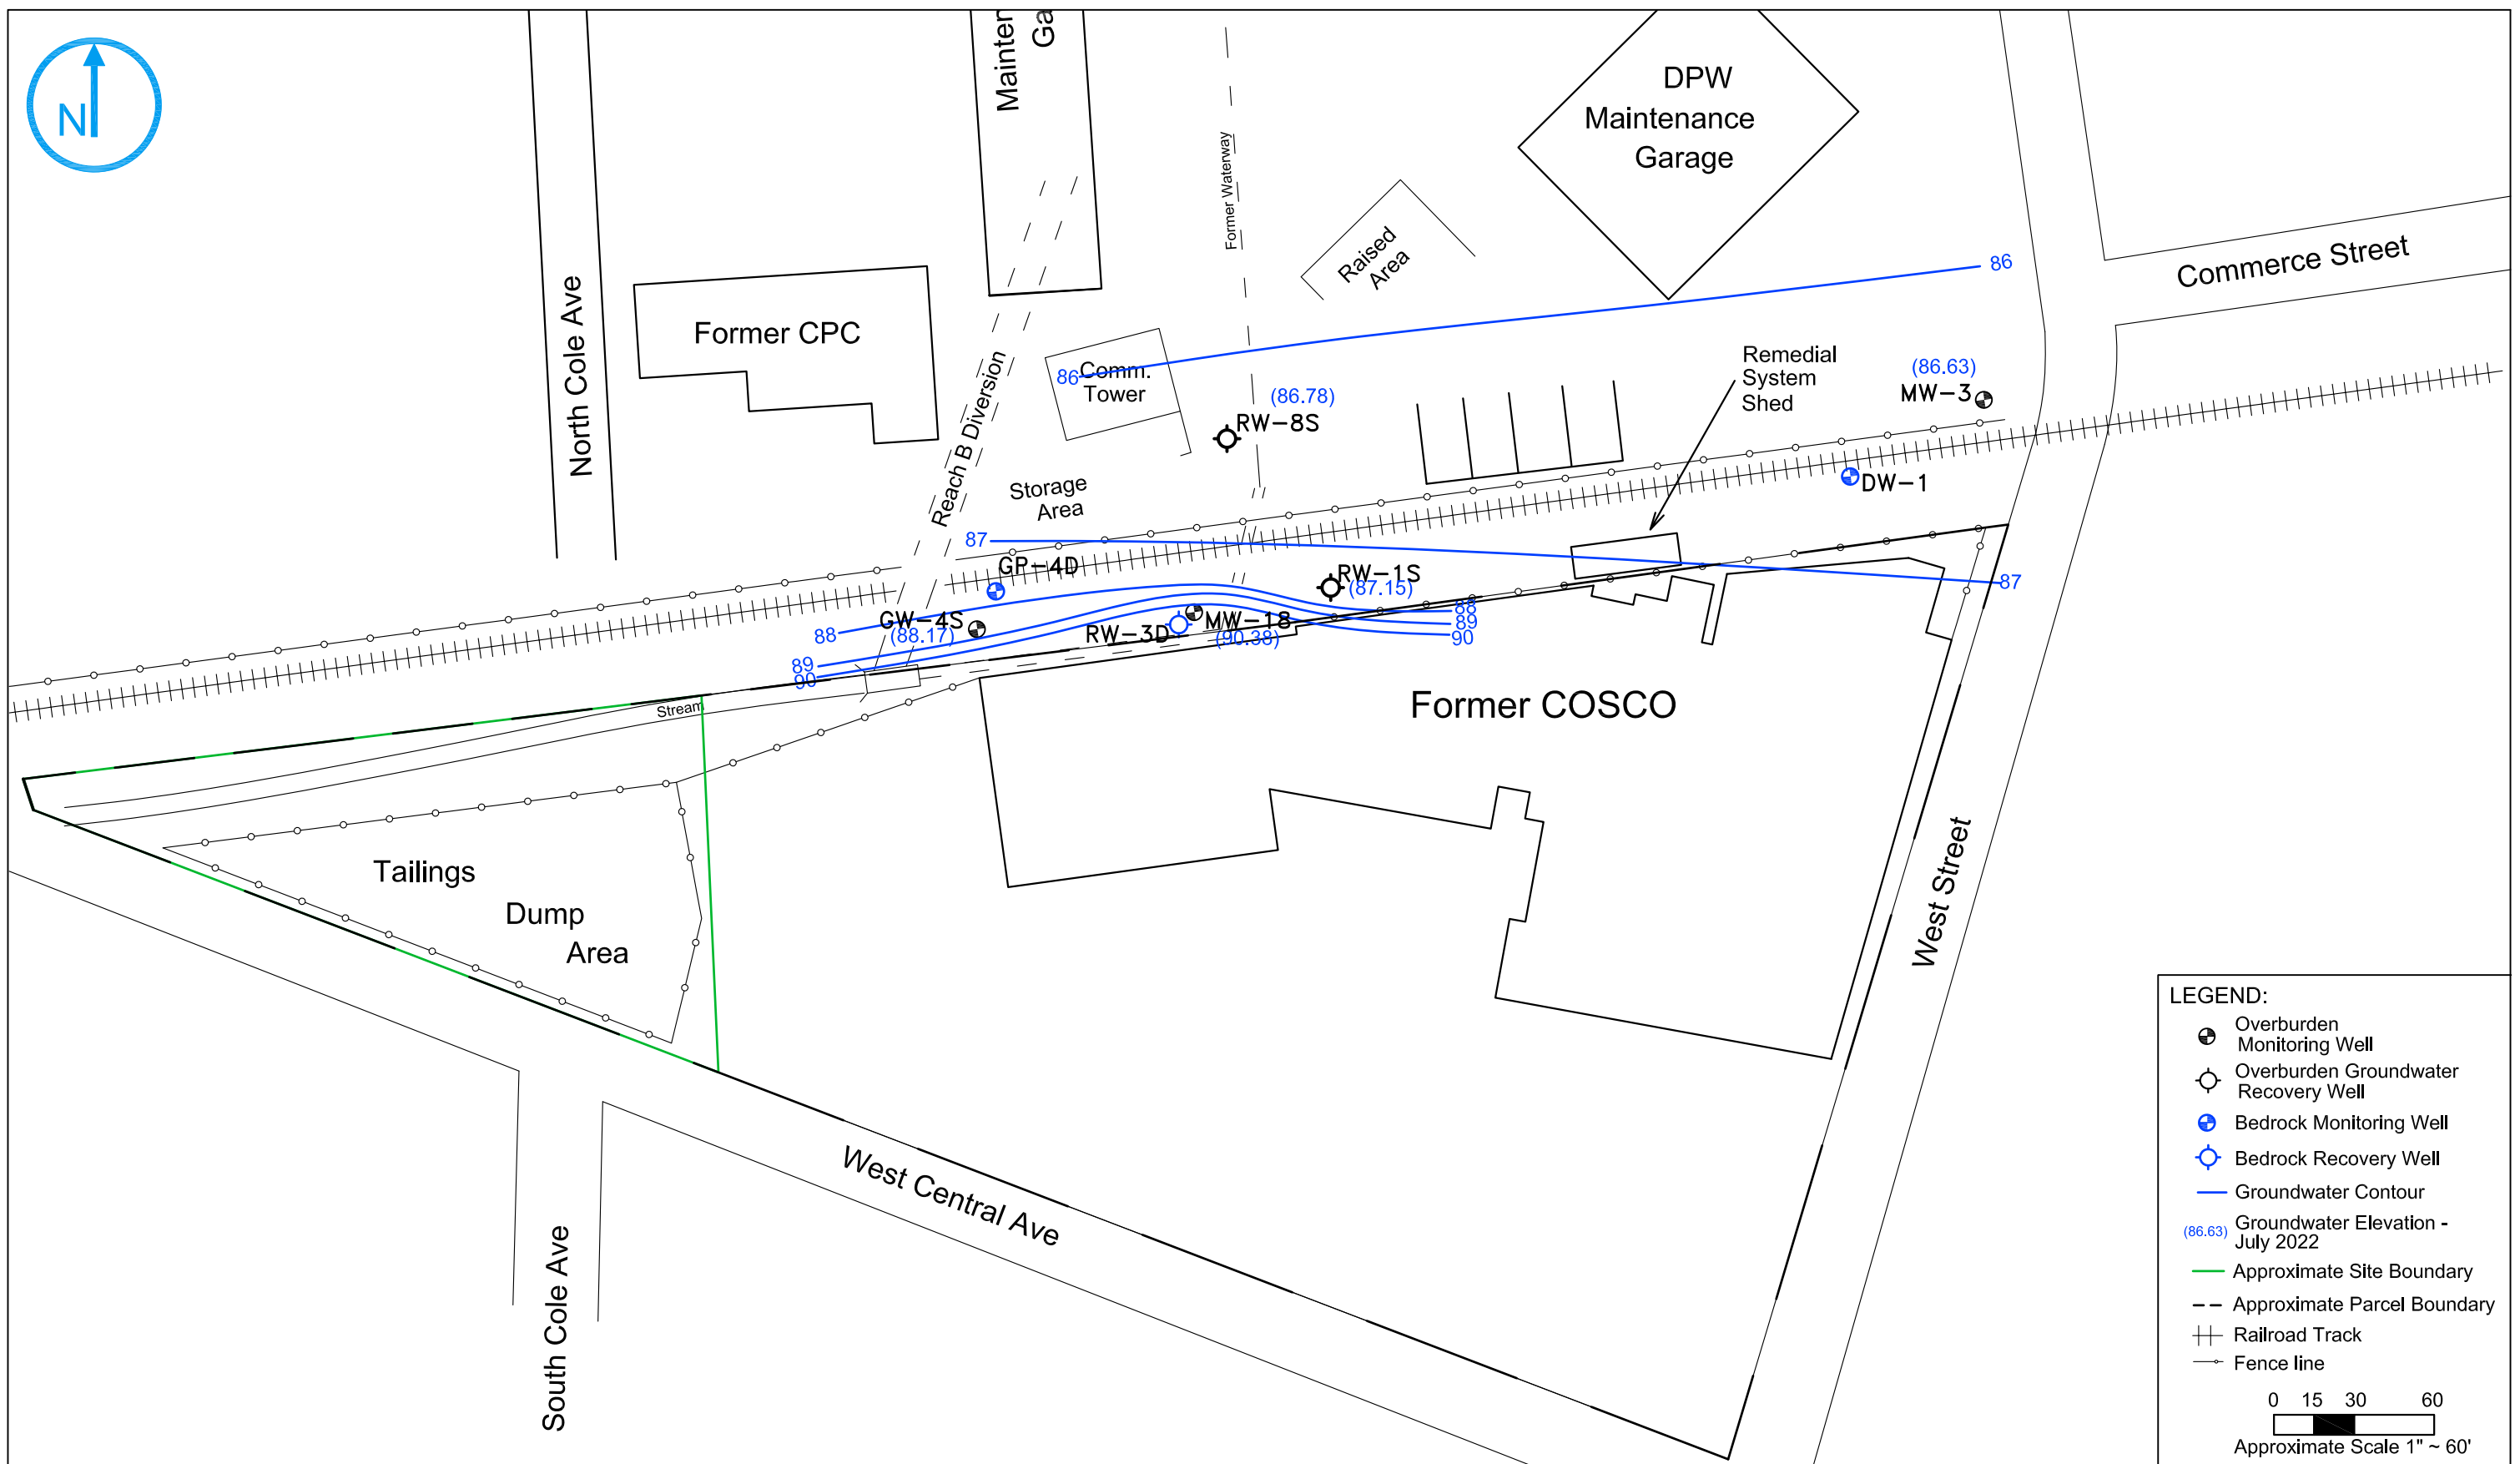 N
North Cole Ave
Former CPC
Mainten
Ga
Reach B Diversion
Former Waterway
Raised
Area
DPW
Maintenance
Garage
Commerce Street
86
86
Comm.
Tower
(86.78)
RW-8S
Remedial
System
Shed
(86.63)
MW-3
DW-1
Storage
Area
87
GP-4D
RW-1S
(87.15)
87
GW-4S
(88.17)
88
89
90
RW-3D
MW-18
(90.38)
88
89
90
Stream
Former COSCO
Tailings
Dump
Area
West Street
West Central Ave
South Cole Ave
LEGEND:
Overburden
Monitoring Well
Overburden Groundwater
Recovery Well
Bedrock Monitoring Well
Bedrock Recovery Well
Groundwater Contour
(86.63) Groundwater Elevation -
July 2022
Approximate Site Boundary
Approximate Parcel Boundary
Railroad Track
Fence line
0 15 30 60
Approximate Scale 1" ~ 60'